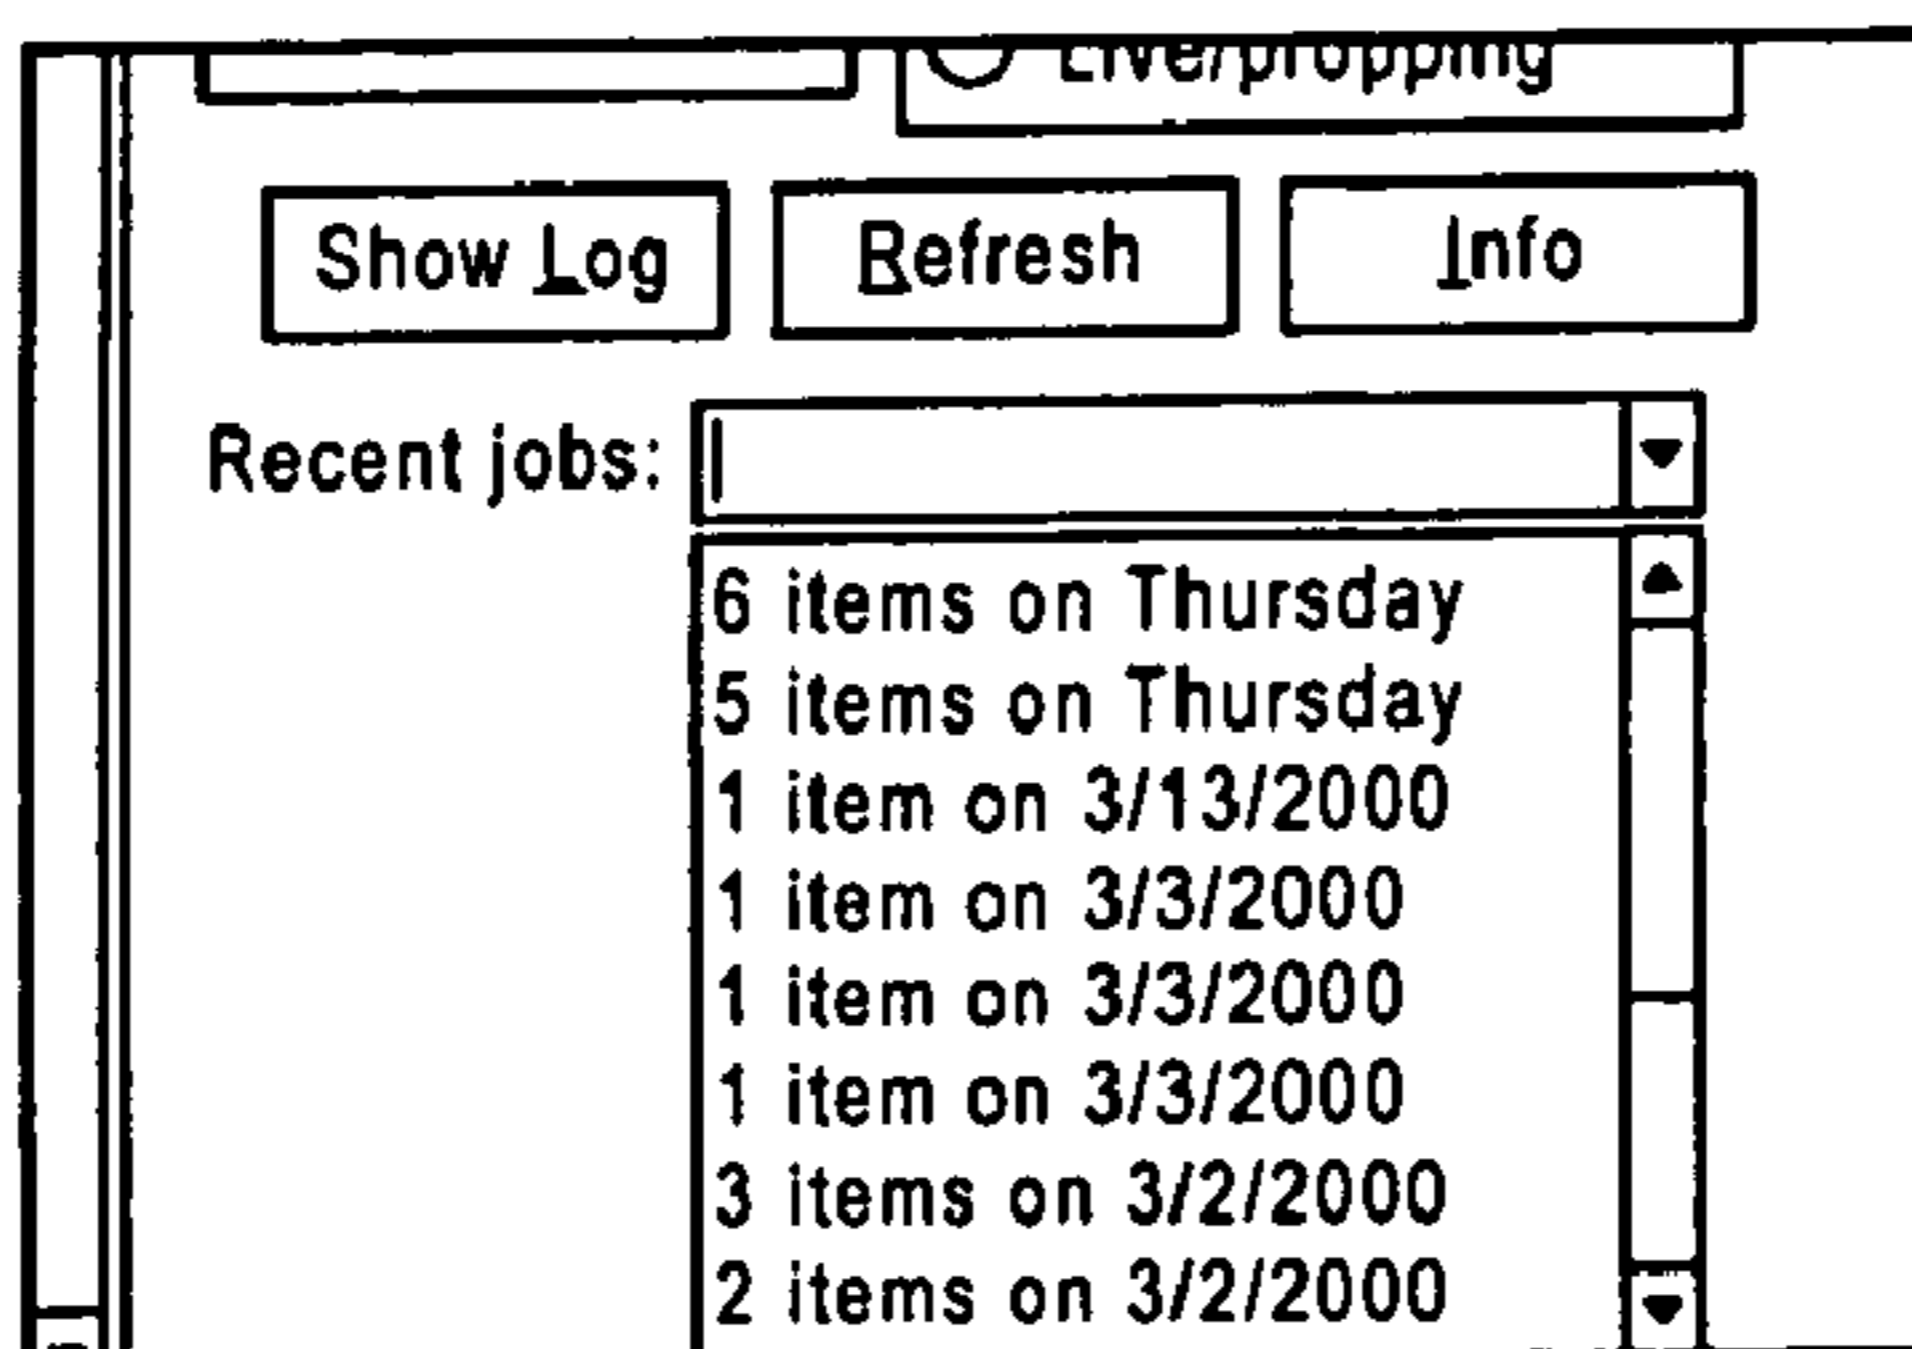 Live/propping
Show Log Refresh Info
Recent jobs:
6 items on Thursday
5 items on Thursday
1 item on 3/13/2000
1 item on 3/3/2000
1 item on 3/3/2000
1 item on 3/3/2000
3 items on 3/2/2000
2 items on 3/2/2000